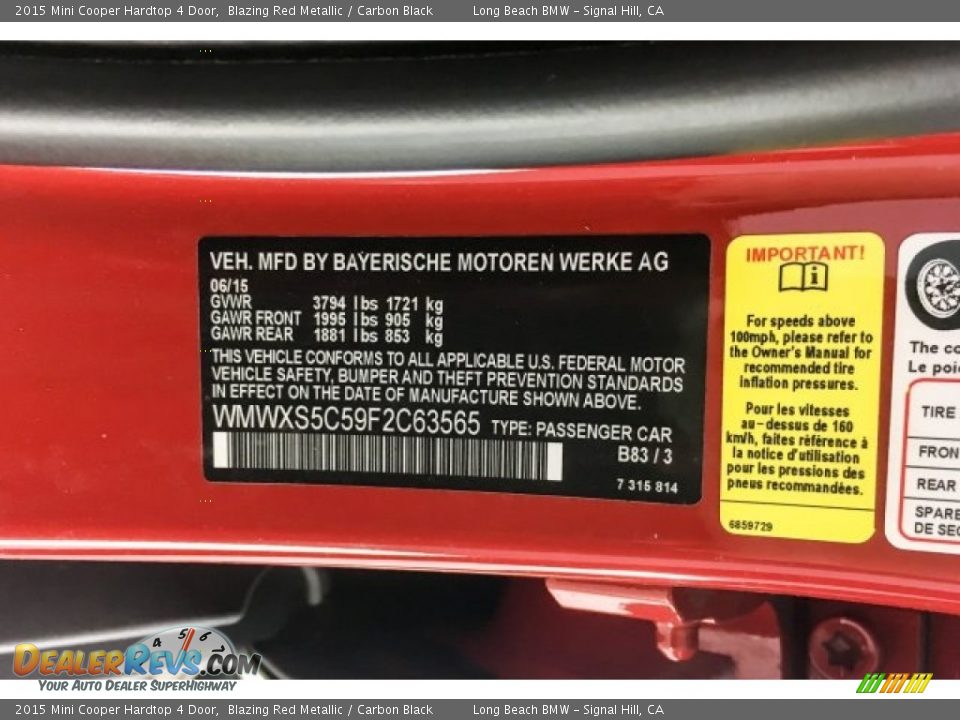 2015 Mini Cooper Hardtop 4 Door, Blazing Red Metallic / Carbon Black Long Beach BMW - Signal Hill, CA
VEH. MFD BY BAYERISCHE MOTOREN WERKE AG
06/15
GVWR 3794 lbs 1721 kg
GAWR FRONT 1995 lbs 905 kg
GAWR REAR 1881 lbs 853 kg
THIS VEHICLE CONFORMS TO ALL APPLICABLE U.S. FEDERAL MOTOR
VEHICLE SAFETY, BUMPER AND THEFT PREVENTION STANDARDS
IN EFFECT ON THE DATE OF MANUFACTURE SHOWN ABOVE.
WMWXS5C59F2C63565 TYPE: PASSENGER CAR
B83 / 3
7 315 814
IMPORTANT!
i
For speeds above
100mph, please refer to
the Owner's Manual for
recommended tire
inflation pressures.
Pour les vitesses
au-dessus de 160
km/h, faites référence à
la notice d'utilisation
pour les pressions des
pneus recommandées.
6859729
The co
Le poi
TIRE
FRON
REAR
SPARE
DE SEC
4 5 6 7
DEALERREVS.COM
YOUR AUTO DEALER SUPERHIGHWAY
2015 Mini Cooper Hardtop 4 Door, Blazing Red Metallic / Carbon Black Long Beach BMW - Signal Hill, CA